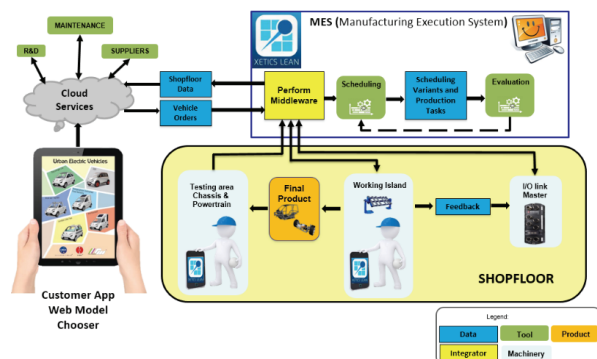 MAINTENANCE
R&D
SUPPLIERS
Cloud
Services
Shopfloor
Data
Vehicle
Orders
XETICS LEAN
MES (Manufacturing Execution System)
Perform
Middleware
Scheduling
Scheduling
Variants and
Production
Tasks
Evaluation
Urban Electric Vehicles
Customer App
Web Model
Chooser
Testing area
Chassis &
Powertrain
Final
Product
Working Island
Feedback
I/O link
Master
SHOPFLOOR
Legend
Data
Tool
Product
Integrator
Machinery